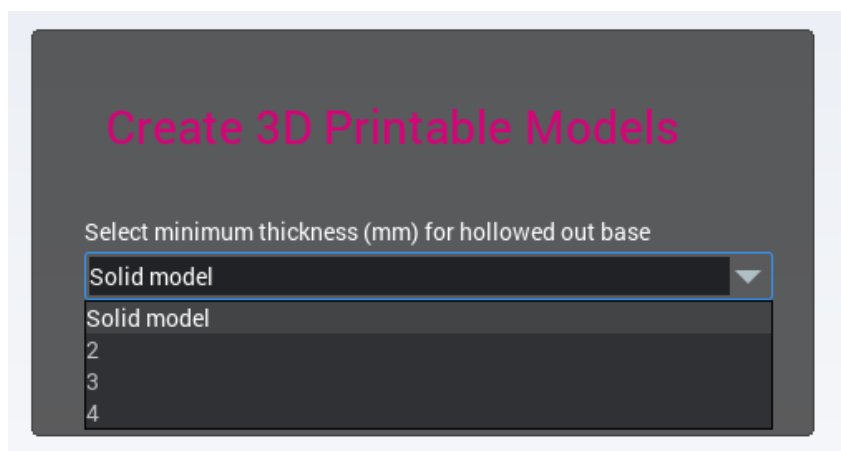 Create 3D Printable Models
Select minimum thickness (mm) for hollowed out base
Solid model
Solid model
2
3
4